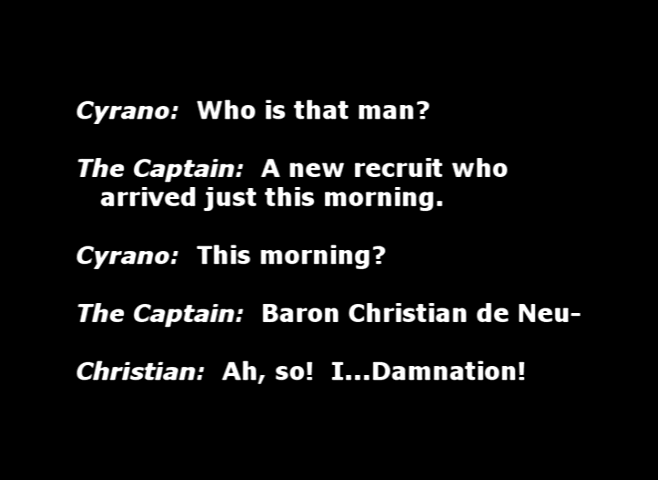 Cyrano: Who is that man?
The Captain: A new recruit who
arrived just this morning.
Cyrano: This morning?
The Captain: Baron Christian de Neu-
Christian: Ah, so! I...Damnation!